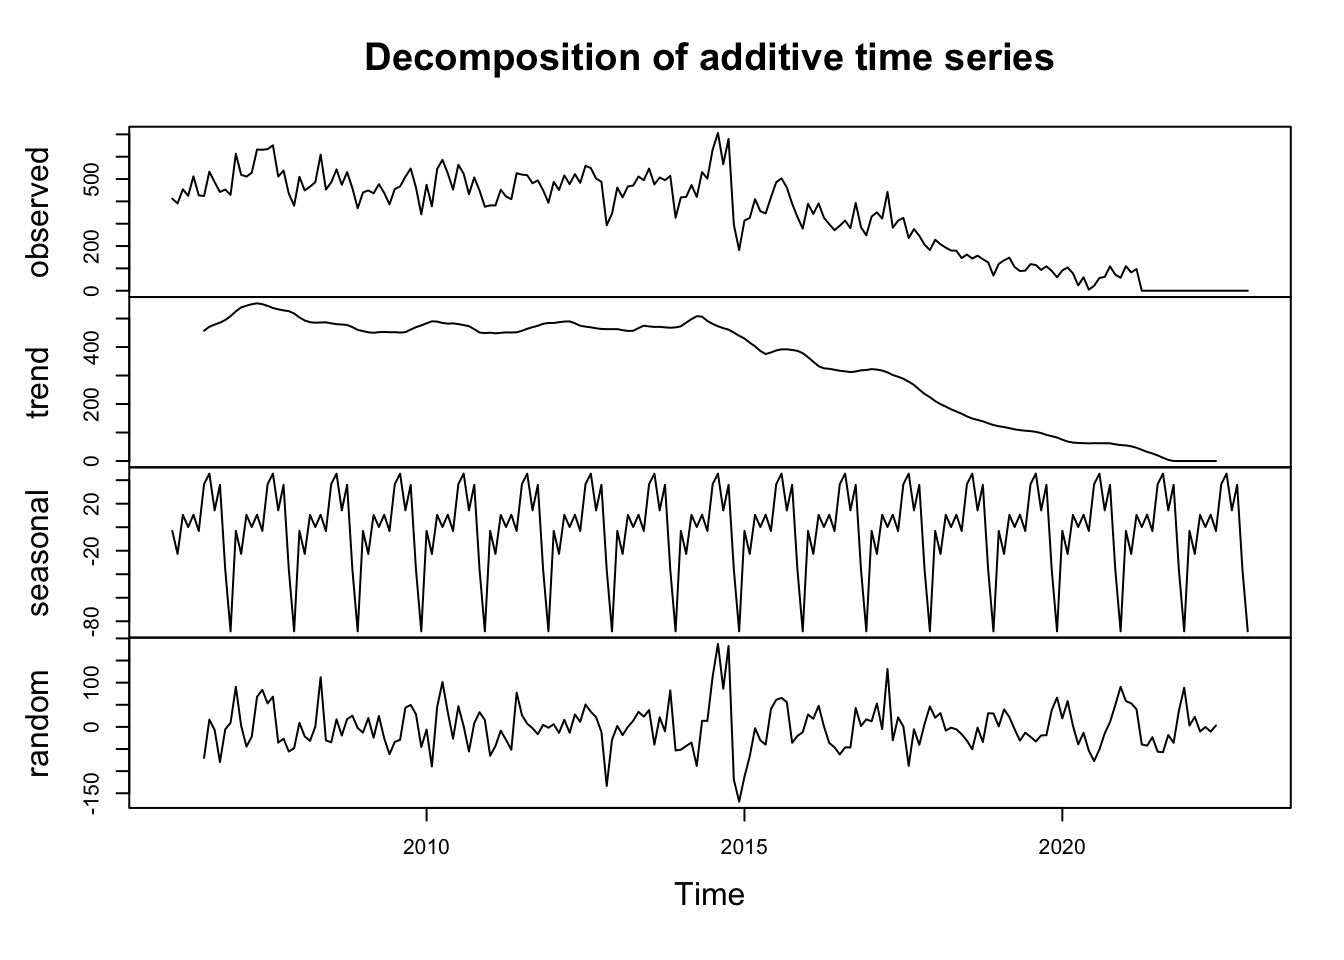 Decomposition of additive time series
observed
0 200 500
trend
0 200 400
seasonal
-80 -20 20
random
-150 0 100
2010 2015 2020
Time